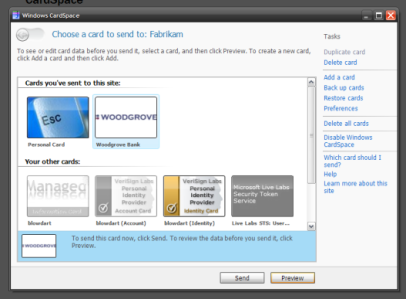 CardSpace
Windows CardSpace
Choose a card to send to: Fabrikam
To see or edit card data before you send it, select a card, and then click Preview. To create a new card,
click Add a card and then click Add.
Cards you've sent to this site:
Esc
WOODGROVE
Personal Card
Woodgrove Bank
Your other cards:
Managed
VeriSign Labs
Personal
Identity
Provider
Account Card
VeriSign Labs
Personal
Identity
Provider
Identity Card
Microsoft Live Labs
Security Token
Service
Mowdart
Mowdart (Account)
Mowdart (Identity)
Live Labs STS: User...
WOODGROVE
To send this card now, click Send. To review the data before you send it, click
Preview.
Send
Preview
Tasks
Duplicate card
Delete card
Add a card
Back up cards
Restore cards
Preferences
Delete all cards
Disable Windows
CardSpace
Which card should I
send?
Help
Learn more about this
site